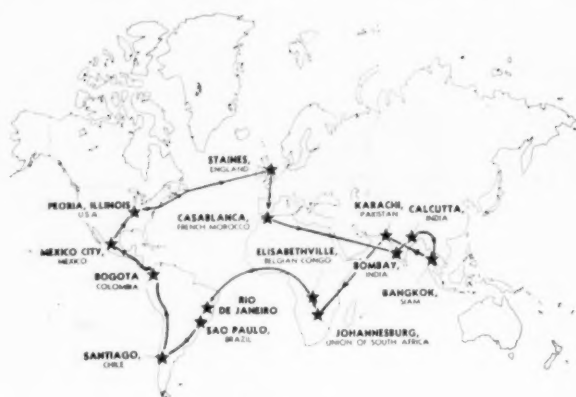 STAINES,
ENGLAND
PEORIA, ILLINOIS
U.S.A.
CASABLANCA,
FRENCH MOROCCO
KARACHI,
PAKISTAN
CALCUTTA,
INDIA
MEXICO CITY,
MEXICO
ELISABETHVILLE,
BELGIAN CONGO
BOMBAY,
INDIA
BOGOTA
COLOMBIA
BANGKOK,
SIAM
RIO
DE JANEIRO
SAO PAULO,
BRAZIL
JOHANNESBURG,
UNION OF SOUTH AFRICA
SANTIAGO,
CHILE